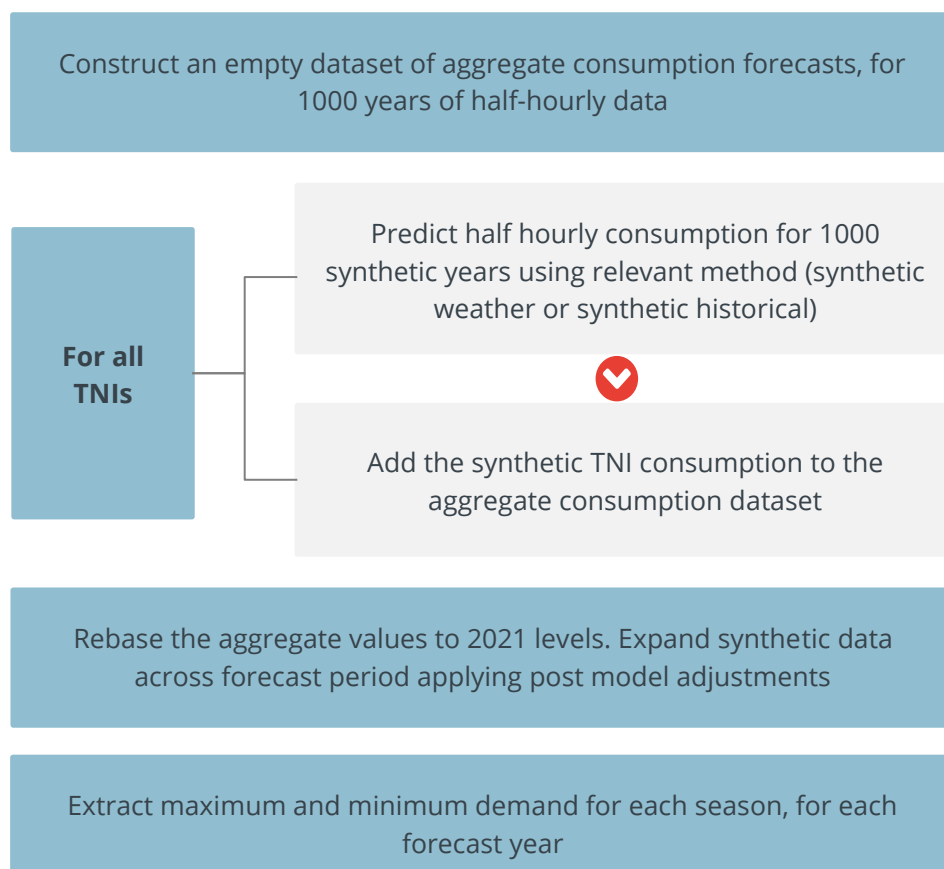 Construct an empty dataset of aggregate consumption forecasts, for
1000 years of half-hourly data
For all
TNIs
Predict half hourly consumption for 1000
synthetic years using relevant method (synthetic
weather or synthetic historical)
Add the synthetic TNI consumption to the
aggregate consumption dataset
Rebase the aggregate values to 2021 levels. Expand synthetic data
across forecast period applying post model adjustments
Extract maximum and minimum demand for each season, for each
forecast year